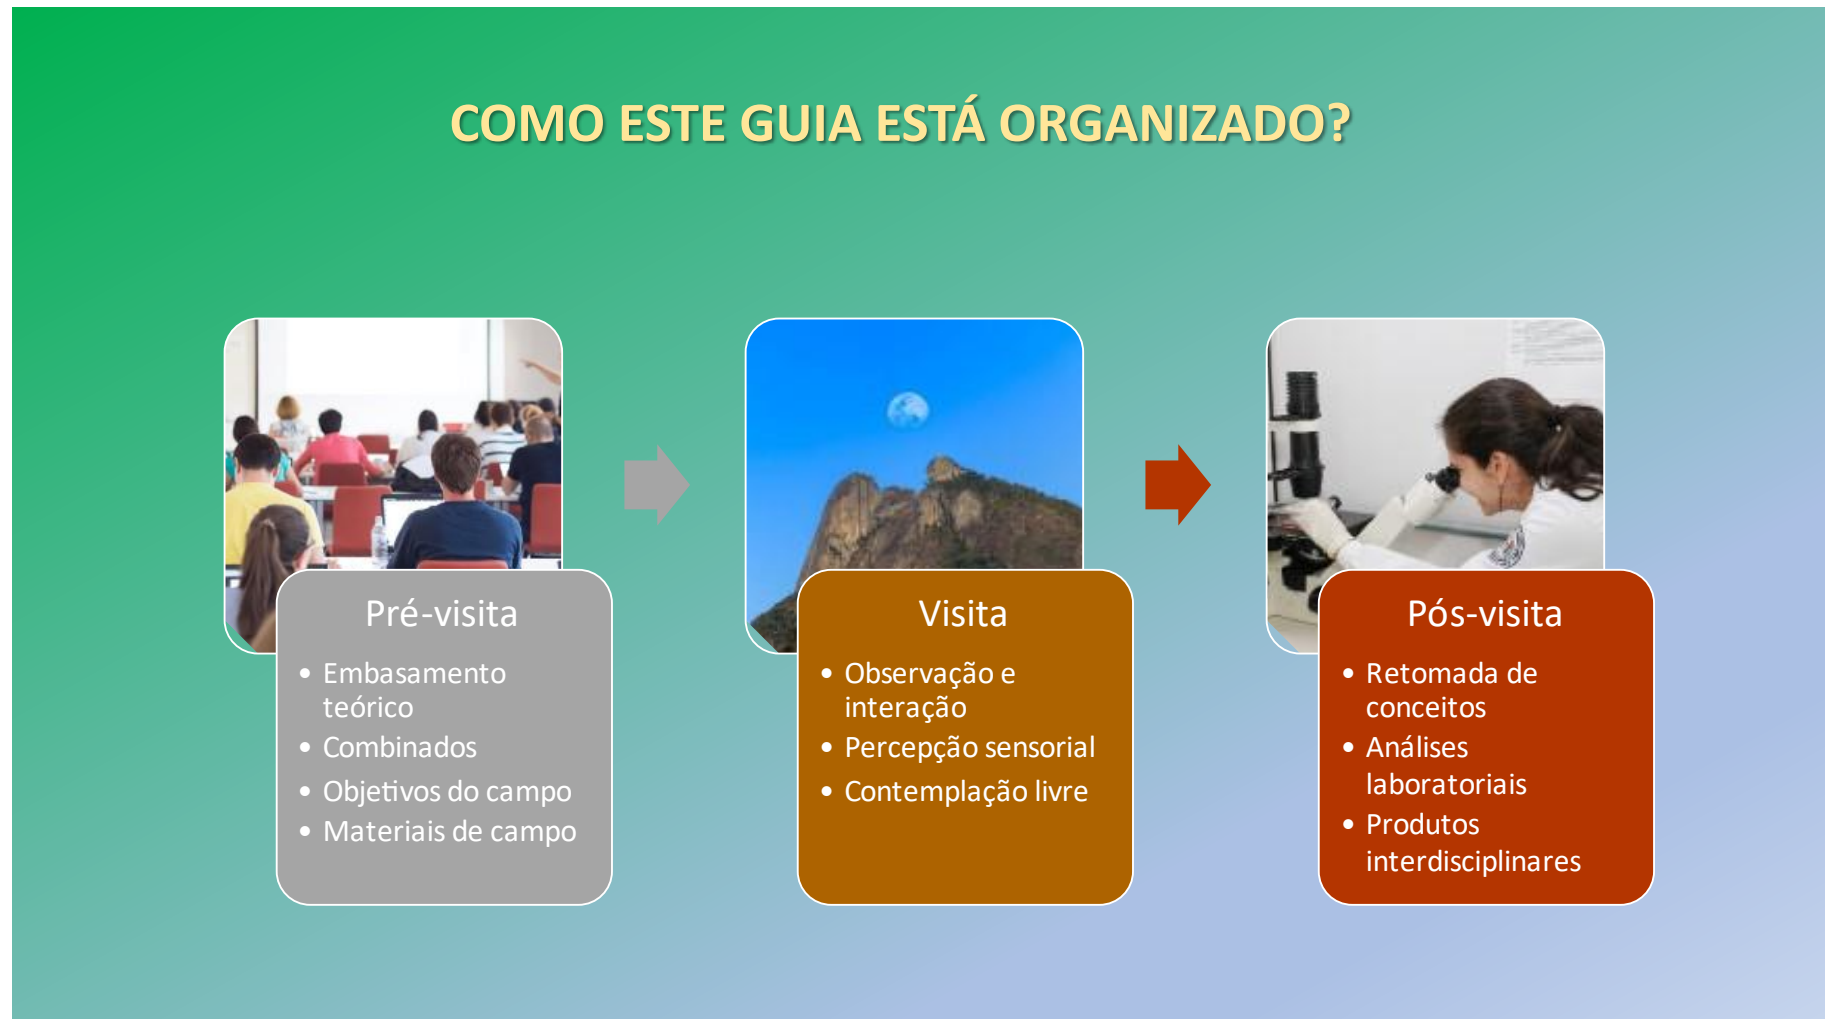 COMO ESTE GUIA ESTÁ ORGANIZADO?
Pré-visita
• Embasamento
teórico
• Combinados
• Objetivos do campo
• Materiais de campo
Visita
• Observação e
interação
• Percepção sensorial
• Contemplação livre
Pós-visita
• Retomada de
conceitos
• Análises
laboratoriais
• Produtos
interdisciplinares